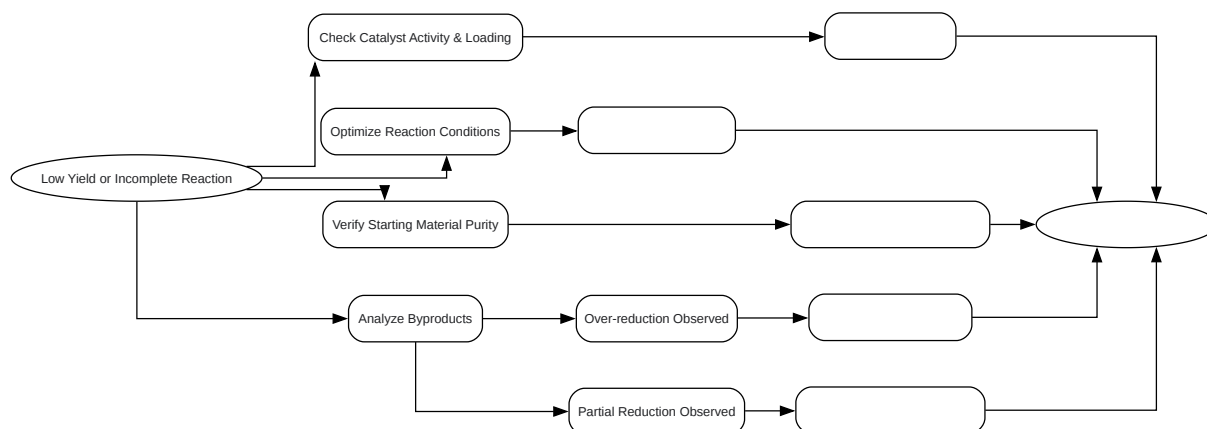 Check Catalyst Activity & Loading
Optimize Reaction Conditions
Low Yield or Incomplete Reaction
Verify Starting Material Purity
Analyze Byproducts
Over-reduction Observed
Partial Reduction Observed